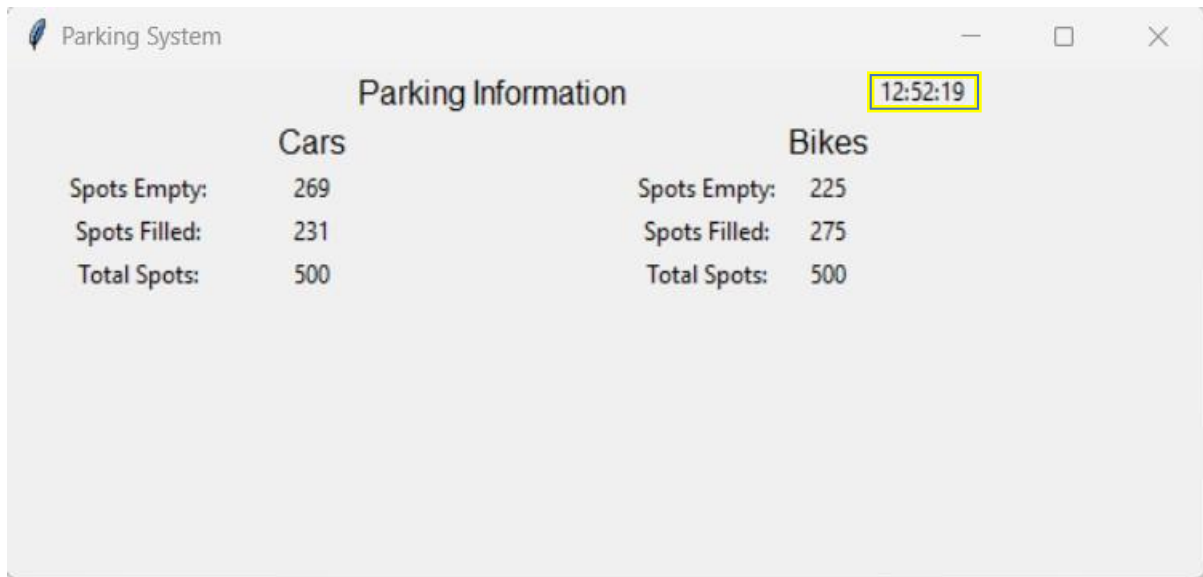 Parking System
Parking Information 12:52:19
Cars Bikes
Spots Empty: 269 Spots Empty: 225
Spots Filled: 231 Spots Filled: 275
Total Spots: 500 Total Spots: 500